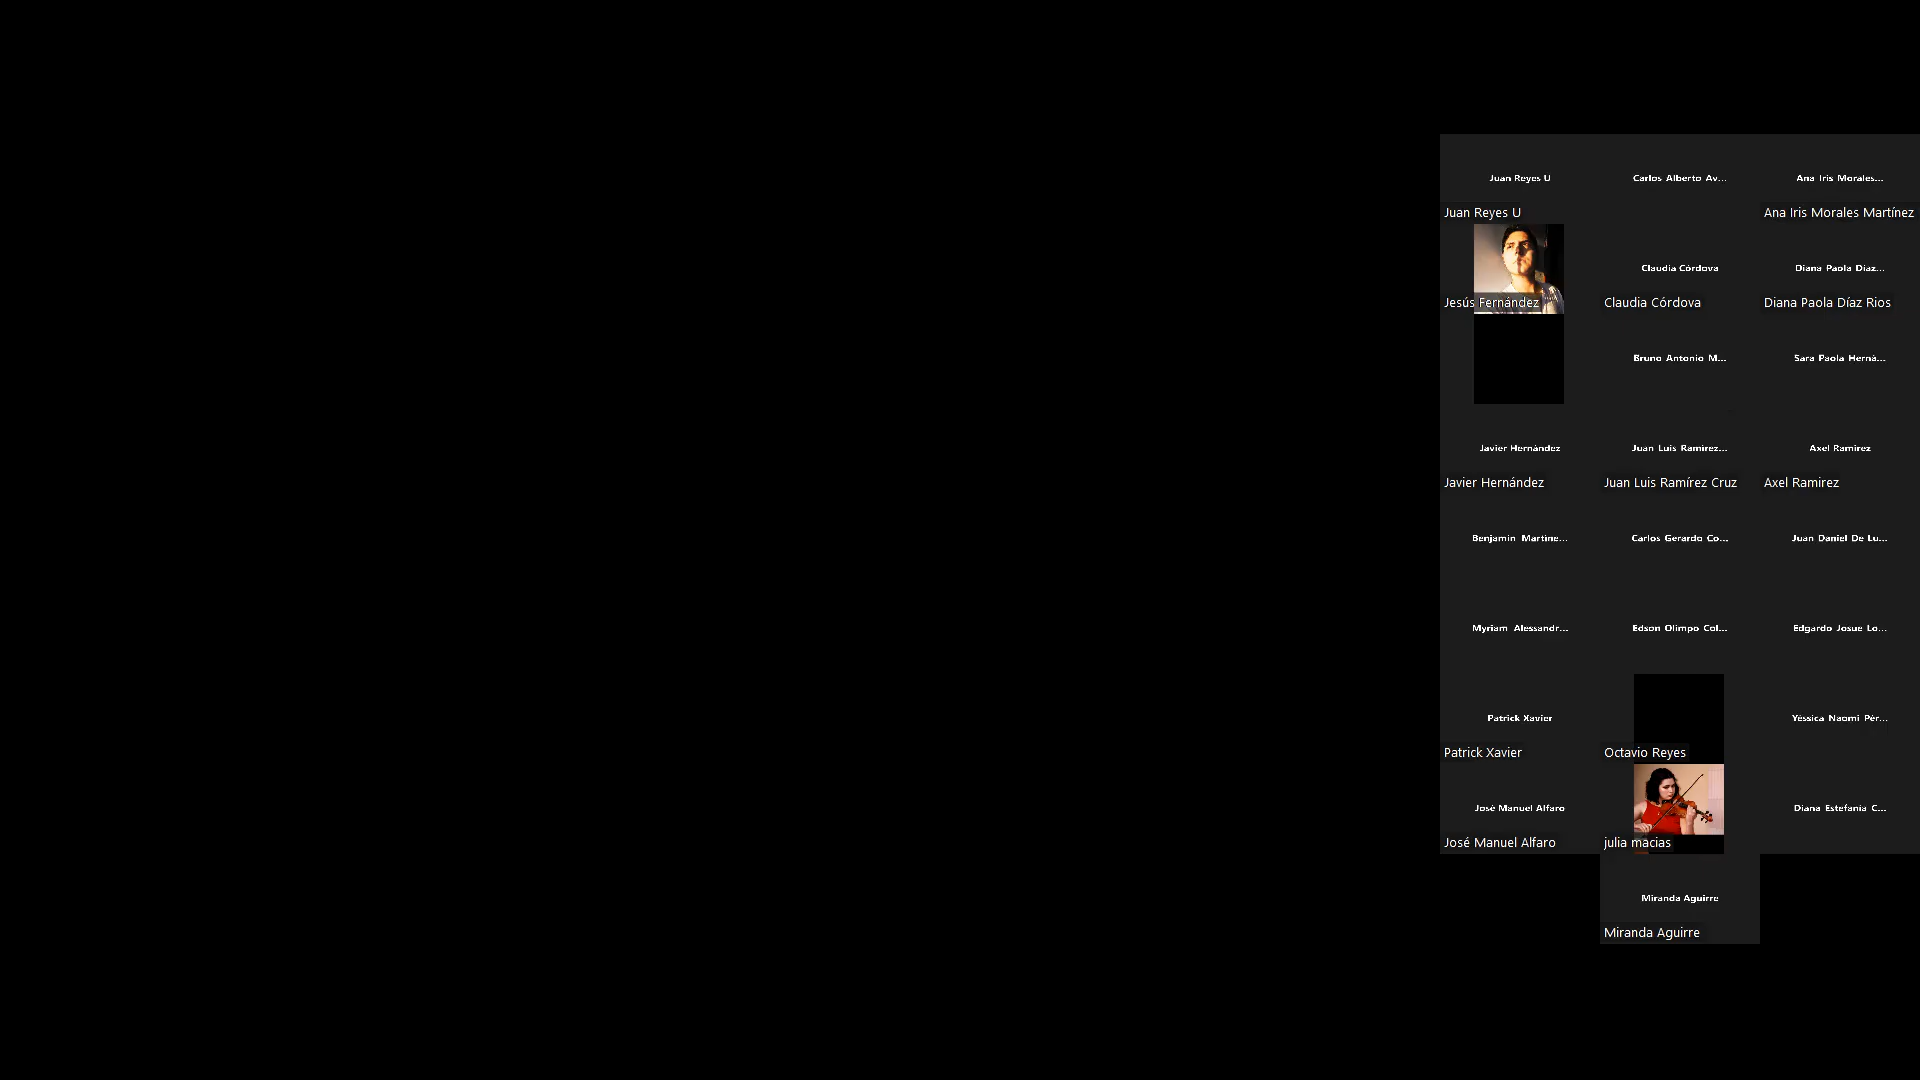 Juan Reyes U
Carlos Alberto Av...
Ana Iris Morales...
Juan Reyes U
Ana Iris Morales Martínez
Claudia Córdova
Diana Paola Díaz...
Jesús Fernández
Claudia Córdova
Diana Paola Díaz Rios
Bruno Antonio M...
Sara Paola Herná...
Javier Hernández
Juan Luis Ramírez...
Axel Ramirez
Javier Hernández
Juan Luis Ramírez Cruz
Axel Ramirez
Benjamin Martíne...
Carlos Gerardo Co...
Juan Daniel De Lu...
Myriam Alessandr...
Edson Olimpo Col...
Edgardo Josue Lo...
Patrick Xavier
Yéssica Naomi Pér...
Patrick Xavier
Octavio Reyes
José Manuel Alfaro
Diana Estefanía C...
José Manuel Alfaro
julia macias
Miranda Aguirre
Miranda Aguirre